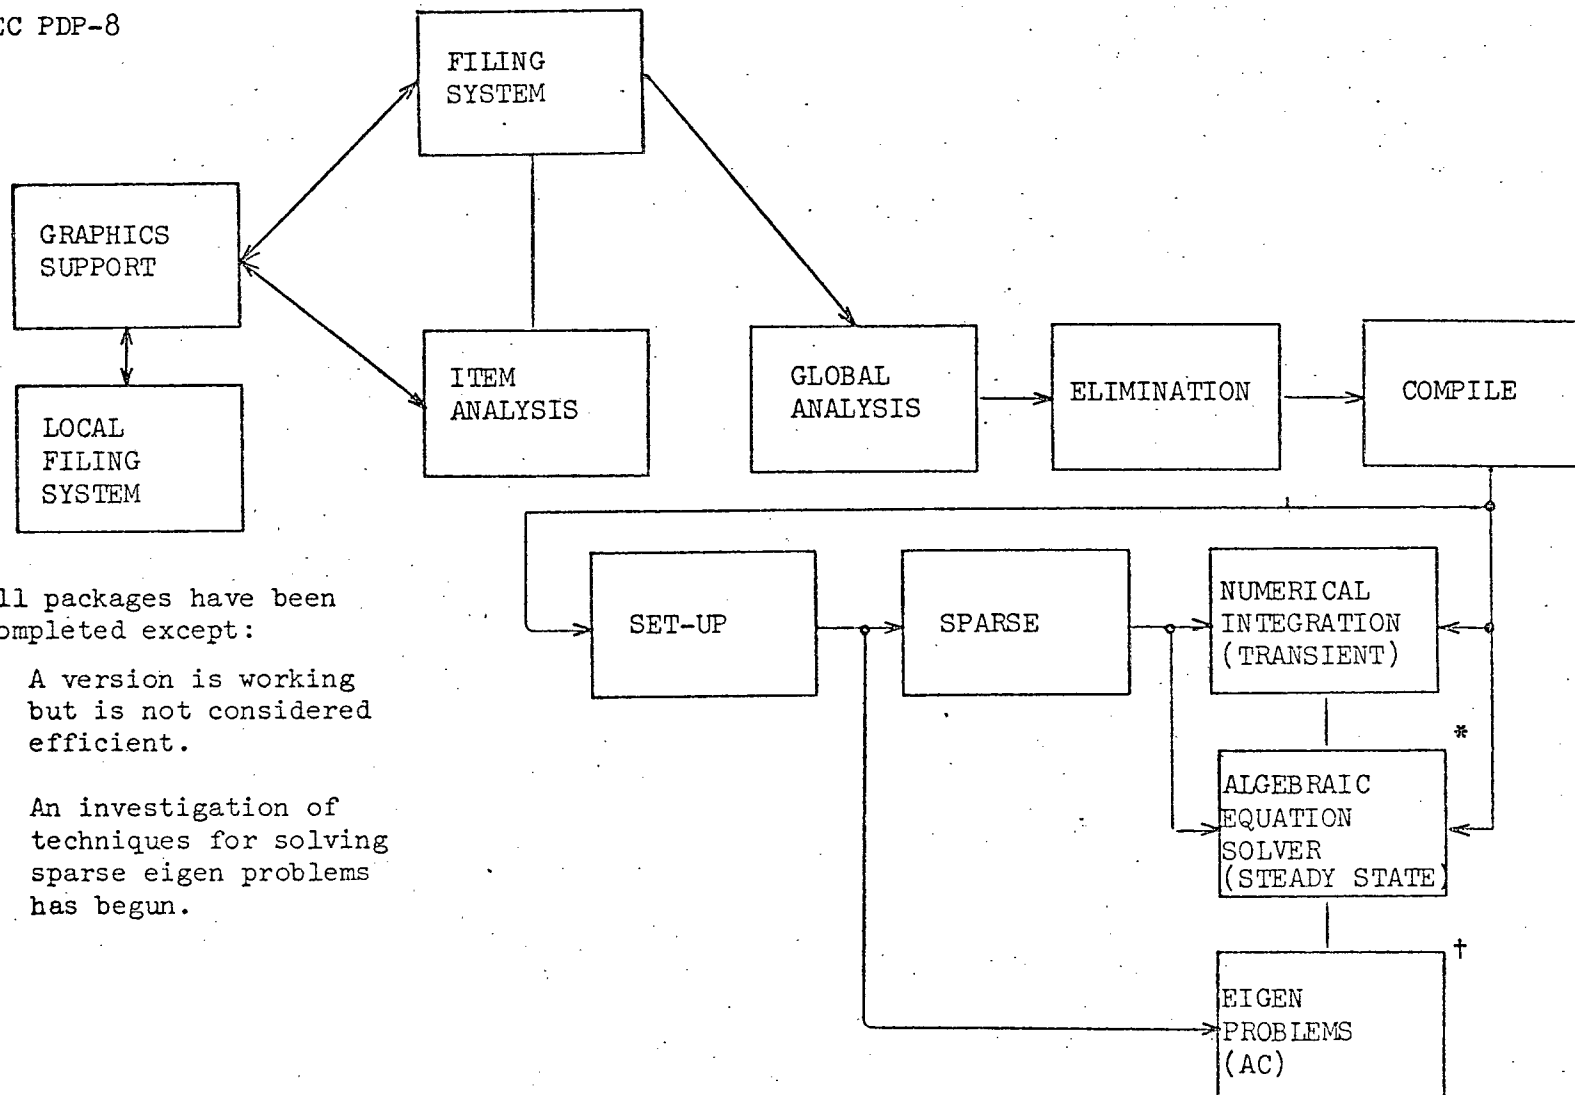 EC PDP-8
FILING
SYSTEM
GRAPHICS
SUPPORT
LOCAL
FILING
SYSTEM
ITEM
ANALYSIS
GLOBAL
ANALYSIS
ELIMINATION
COMPILE
SET-UP
SPARSE
NUMERICAL
INTEGRATION
(TRANSIENT)
*
ALGEBRAIC
EQUATION
SOLVER
(STEADY STATE)
†
EIGEN
PROBLEMS
(AC)
ll packages have been
ompleted except:
A version is working
but is not considered
efficient.
An investigation of
techniques for solving
sparse eigen problems
has begun.